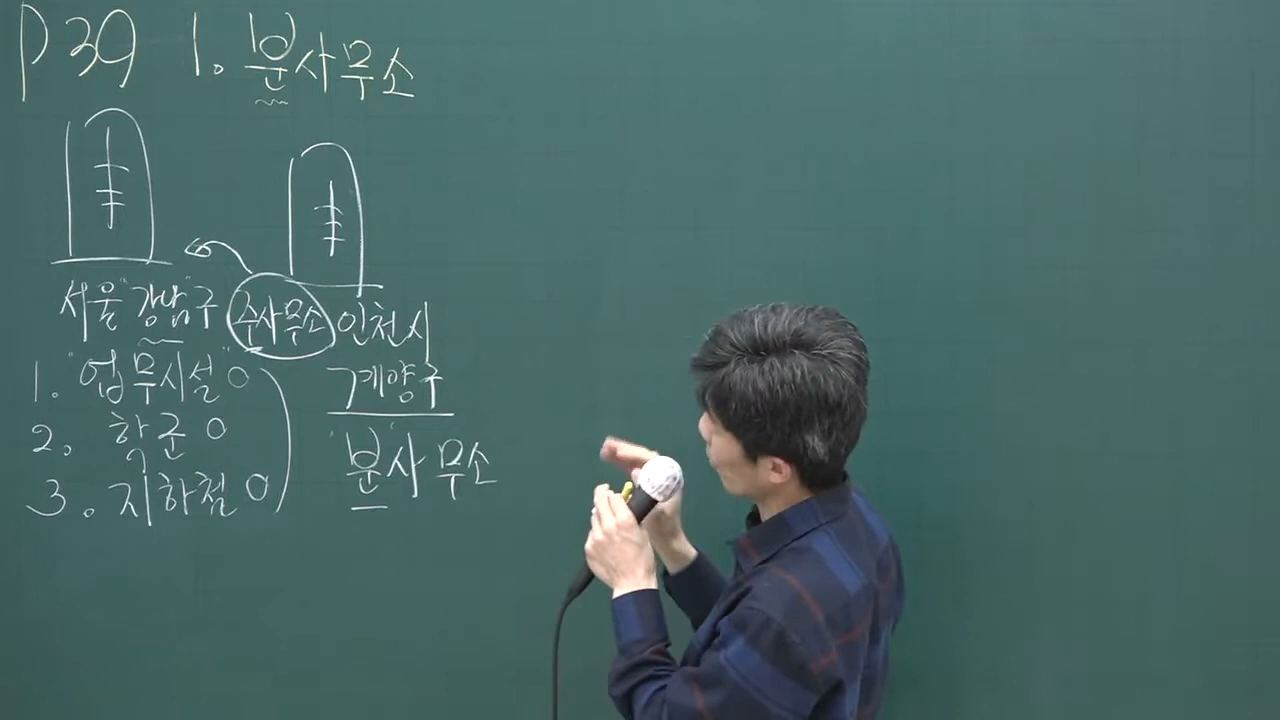 P39 1. 분사무소
서울 "강남"구
주사무소
인천시
계양구
"분"사무소
1. "업무시설" O
2. 학준 O
3. 지하철 O